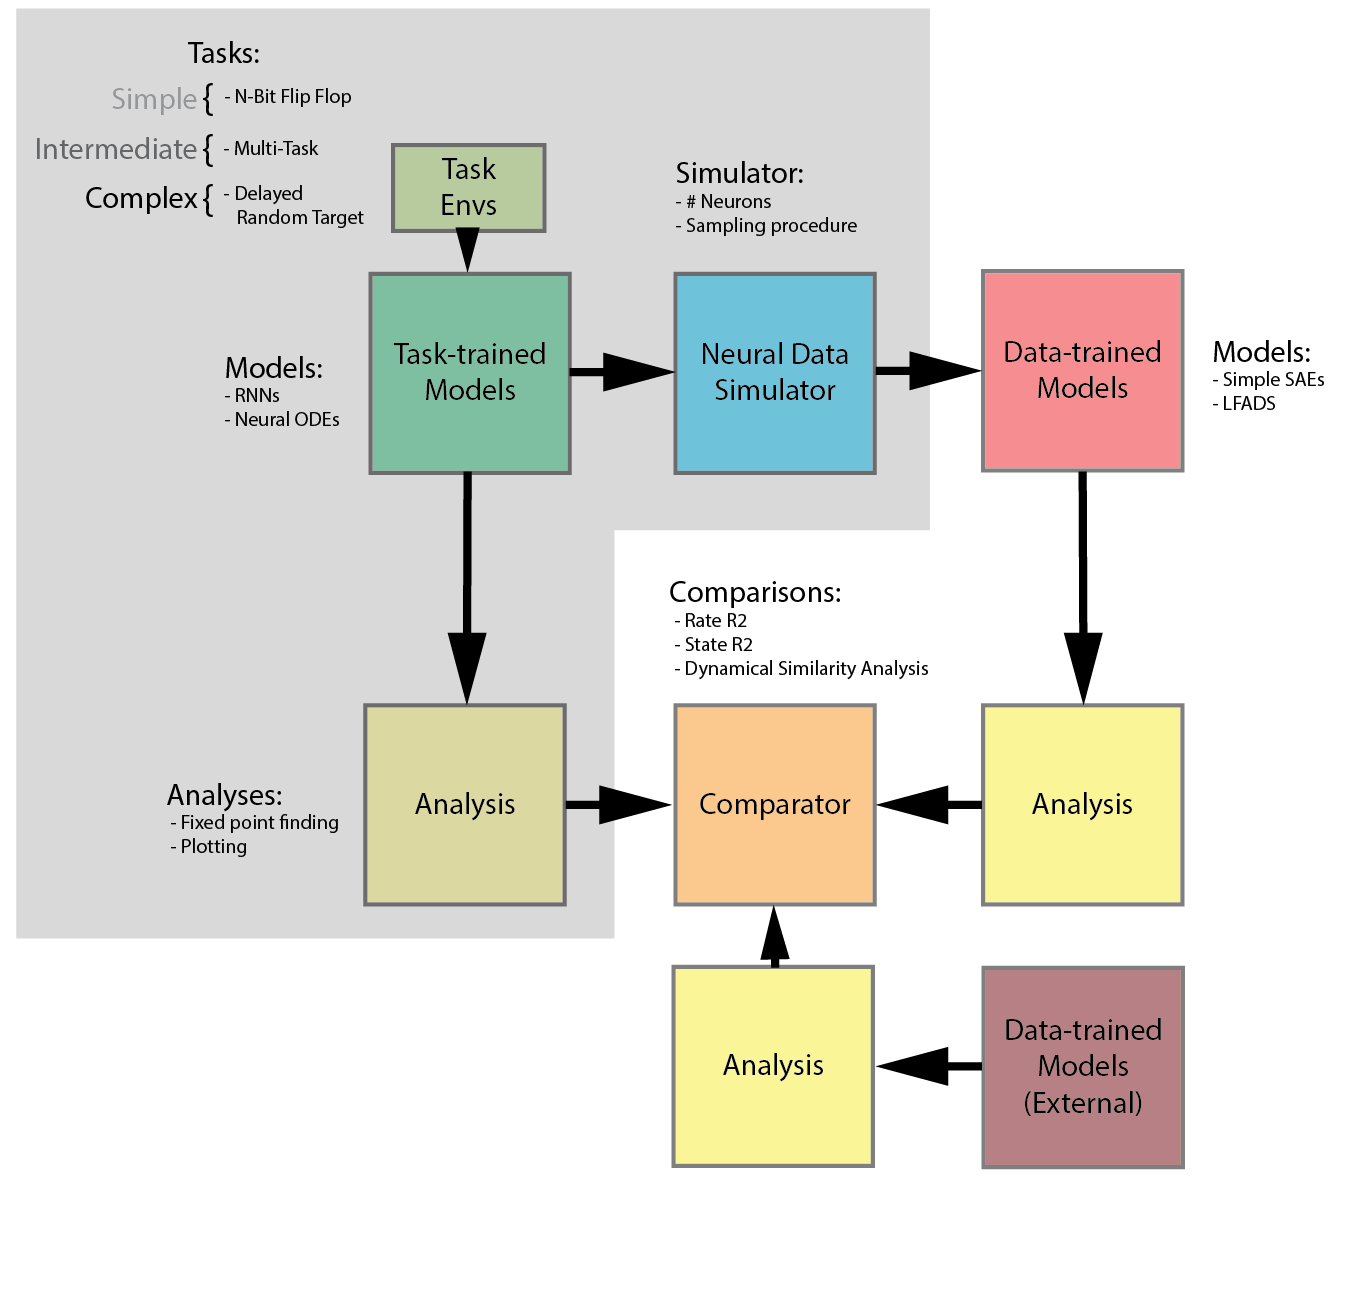 Tasks:
Simple { - N-Bit Flip Flop
Intermediate { - Multi-Task
Complex { - Delayed
Random Target
Task
Envs
Simulator:
- # Neurons
- Sampling procedure
Models:
- RNNs
- Neural ODEs
Task-trained
Models
Neural Data
Simulator
Data-trained
Models
Models:
- Simple SAEs
- LFADS
Comparisons:
- Rate R2
- State R2
- Dynamical Similarity Analysis
Analyses:
- Fixed point finding
- Plotting
Analysis
Comparator
Analysis
Analysis
Data-trained
Models
(External)